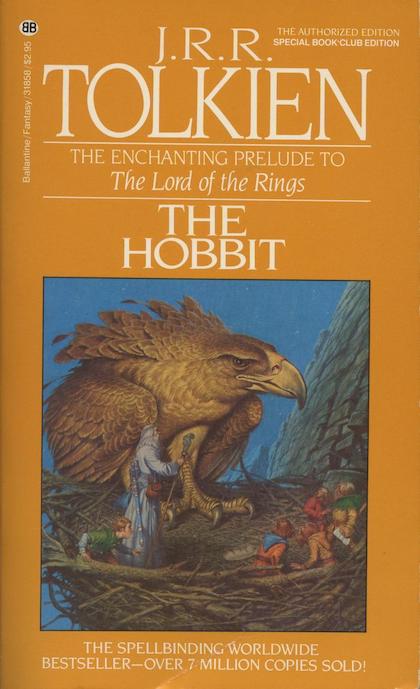 BB
THE AUTHORIZED EDITION
SPECIAL BOOK CLUB EDITION
J.R.R.
TOLKIEN
Ballantine/Fantasy/31858/$2.95
THE ENCHANTING PRELUDE TO
The Lord of the Rings
THE
HOBBIT
THE SPELLBINDING WORLDWIDE
BESTSELLER—OVER 7 MILLION COPIES SOLD!